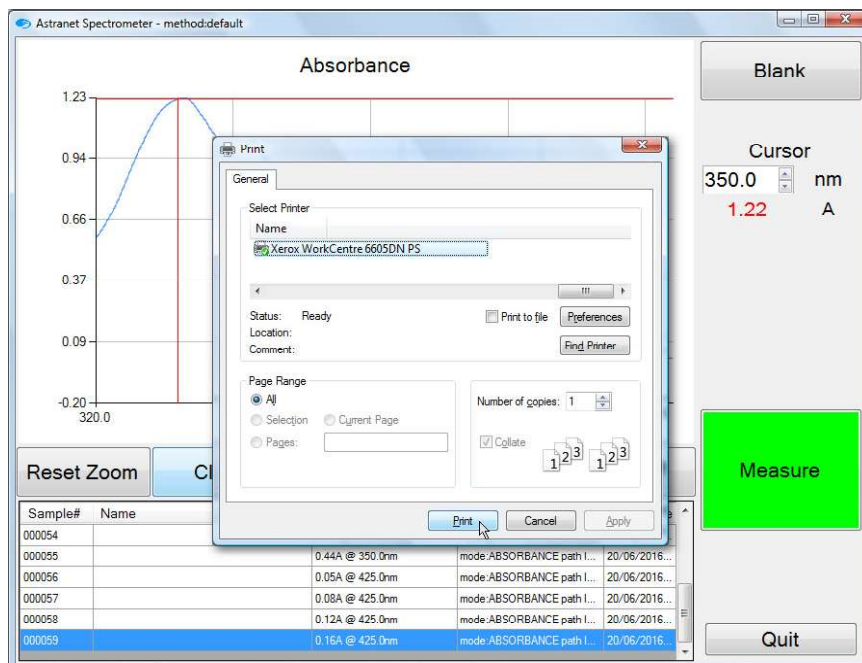 Astranet Spectrometer - method:default
Absorbance
1.23
0.94
0.66
0.37
0.09
-0.20
320.0
Blank
Cursor
350.0 nm
1.22 A
Print
General
Select Printer
Name
Xerox WorkCentre 6605DN PS
Status: Ready
Print to file
Preferences
Location:
Comment:
Find Printer...
Page Range
All
Selection
Current Page
Pages:
Number of copies: 1
Collate
1 2 3 1 2 3
Print
Cancel
Apply
Reset Zoom
Measure
Sample# Name
000054
000055 0.44A @ 350.0nm mode:ABSORBANCE path l... 20/06/2016...
000056 0.05A @ 425.0nm mode:ABSORBANCE path l... 20/06/2016...
000057 0.08A @ 425.0nm mode:ABSORBANCE path l... 20/06/2016...
000058 0.12A @ 425.0nm mode:ABSORBANCE path l... 20/06/2016...
000059 0.16A @ 425.0nm mode:ABSORBANCE path l... 20/06/2016...
Quit